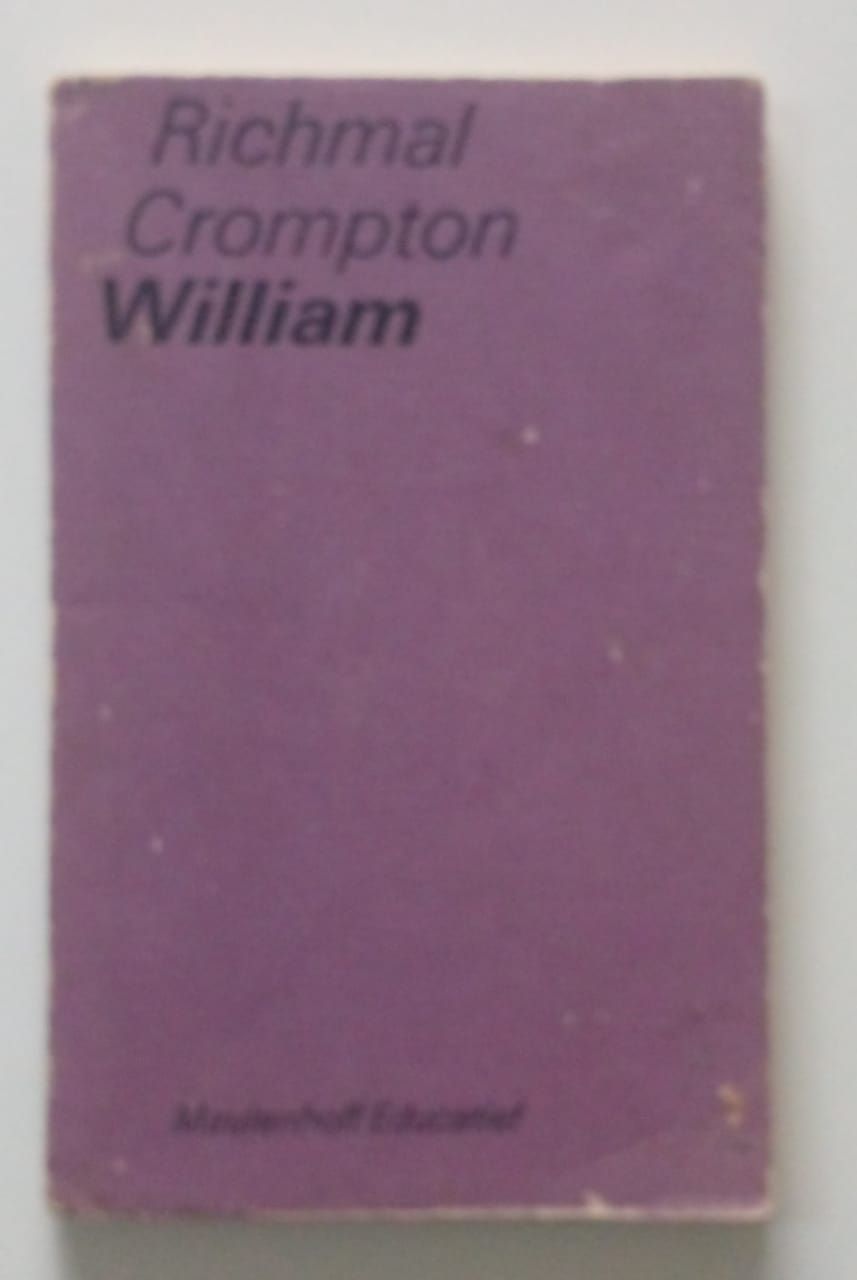 Richmal
Crompton
William
Meulenhoff Educatief